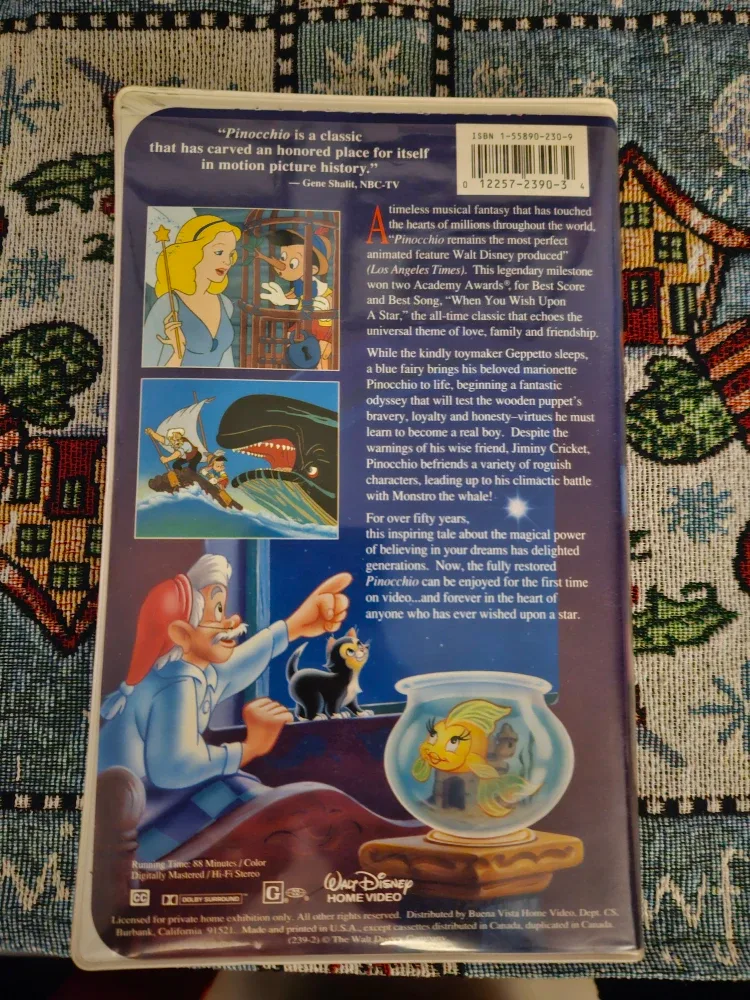 "Pinocchio is a classic
that has carved an honored place for itself
in motion picture history."
— Gene Shalit, NBC-TV
ISBN 1-55890-230-9
0 12257-2390-3 4
A timeless musical fantasy that has touched
the hearts of millions throughout the world,
"Pinocchio remains the most perfect
animated feature Walt Disney produced"
(Los Angeles Times). This legendary milestone
won two Academy Awards®, for Best Score
and Best Song, "When You Wish Upon
A Star," the all-time classic that echoes the
universal theme of love, family and friendship.
While the kindly toymaker Geppetto sleeps,
a blue fairy brings his beloved marionette
Pinocchio to life, beginning a fantastic
odyssey that will test the wooden puppet's
bravery, loyalty and honesty–virtues he must
learn to become a real boy. Despite the
warnings of his wise friend, Jiminy Cricket,
Pinocchio befriends a variety of roguish
characters, leading up to his climactic battle
with Monstro the whale!
For over fifty years,
this inspiring tale about the magical power
of believing in your dreams has delighted
generations. Now, the fully restored
Pinocchio can be enjoyed for the first time
on video...and forever in the heart of
anyone who has ever wished upon a star.
Running Time: 88 Minutes / Color
Digitally Mastered / Hi-Fi Stereo
CC DOLBY SURROUND G WALT DISNEY
HOME VIDEO
Licensed for private home exhibition only. All other rights reserved. Distributed by Buena Vista Home Video, Dept. CS,
Burbank, California 91521. Made and printed in U.S.A., except cassettes distributed in Canada, duplicated in Canada.
(239-2) © The Walt Disney Company